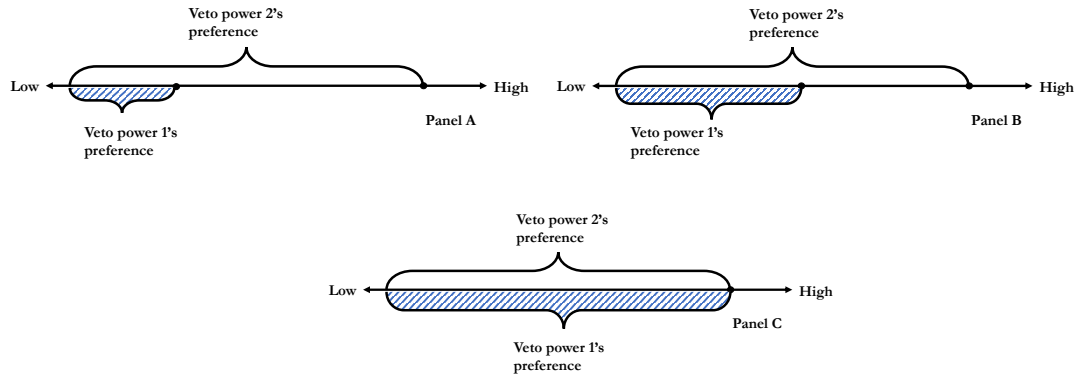 Veto power 2’s
preference
Low
High
Panel A
Veto power 1’s
preference
Veto power 2’s
preference
Low
High
Panel B
Veto power 1’s
preference
Veto power 2’s
preference
Low
High
Panel C
Veto power 1’s
preference